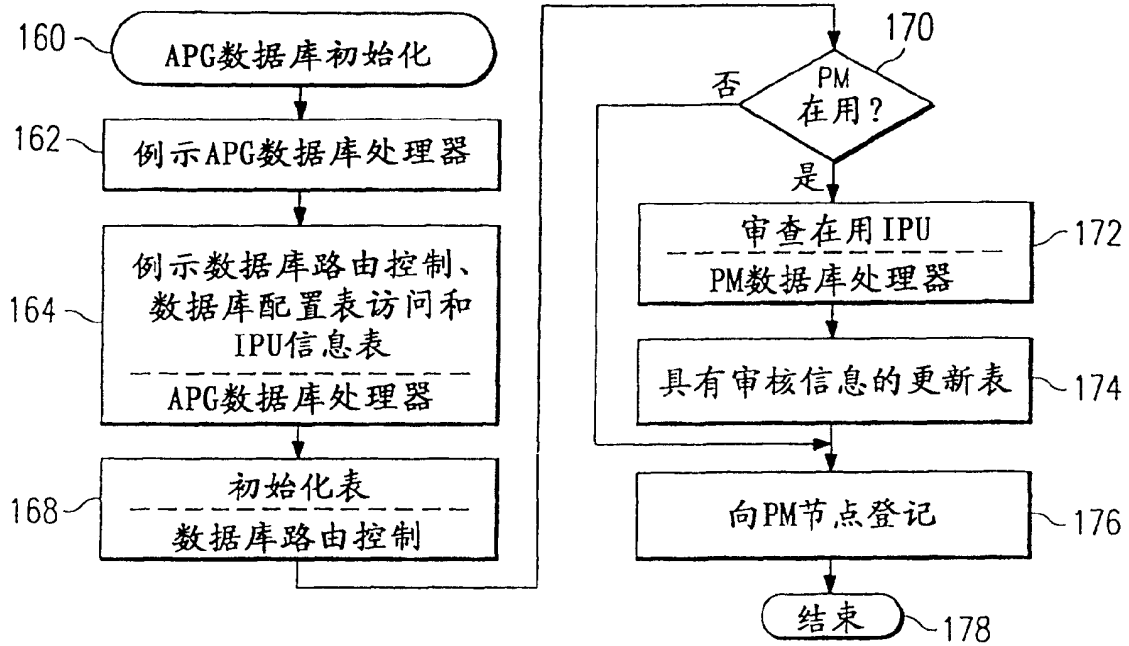 160
APG数据库初始化
162
例示APG数据库处理器
164
例示数据库路由控制、
数据库配置表访问和
IPU信息表
APG数据库处理器
168
初始化表
数据库路由控制
170
PM
在用？
否
是
172
审查在用IPU
PM数据库处理器
174
具有审核信息的更新表
176
向PM节点登记
结束
178